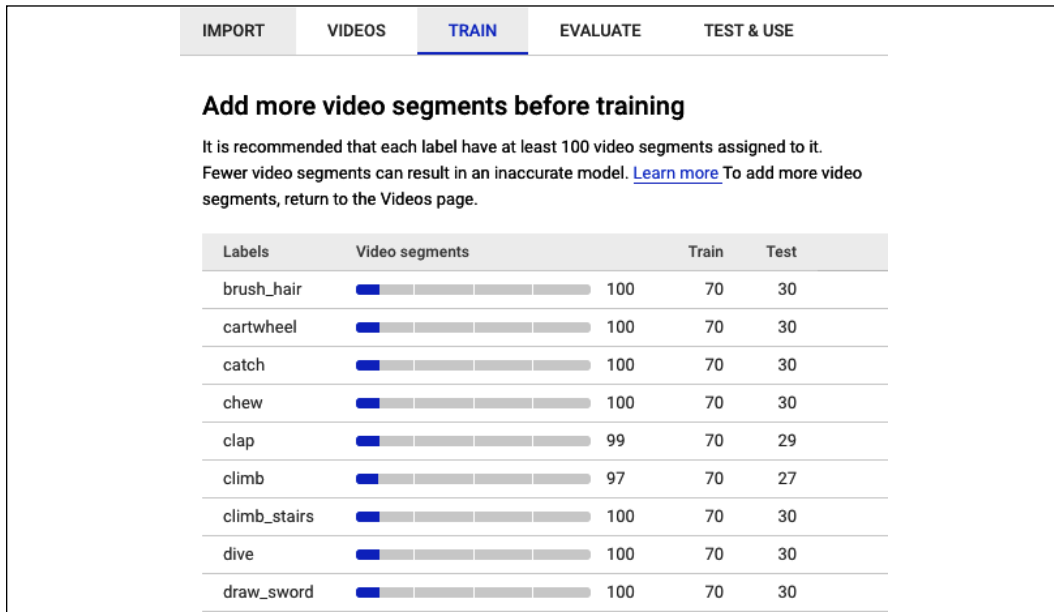 IMPORT VIDEOS TRAIN EVALUATE TEST & USE
Add more video segments before training
It is recommended that each label have at least 100 video segments assigned to it.
Fewer video segments can result in an inaccurate model. Learn more To add more video
segments, return to the Videos page.
Labels Video segments Train Test
brush_hair 100 70 30
cartwheel 100 70 30
catch 100 70 30
chew 100 70 30
clap 99 70 29
climb 97 70 27
climb_stairs 100 70 30
dive 100 70 30
draw_sword 100 70 30